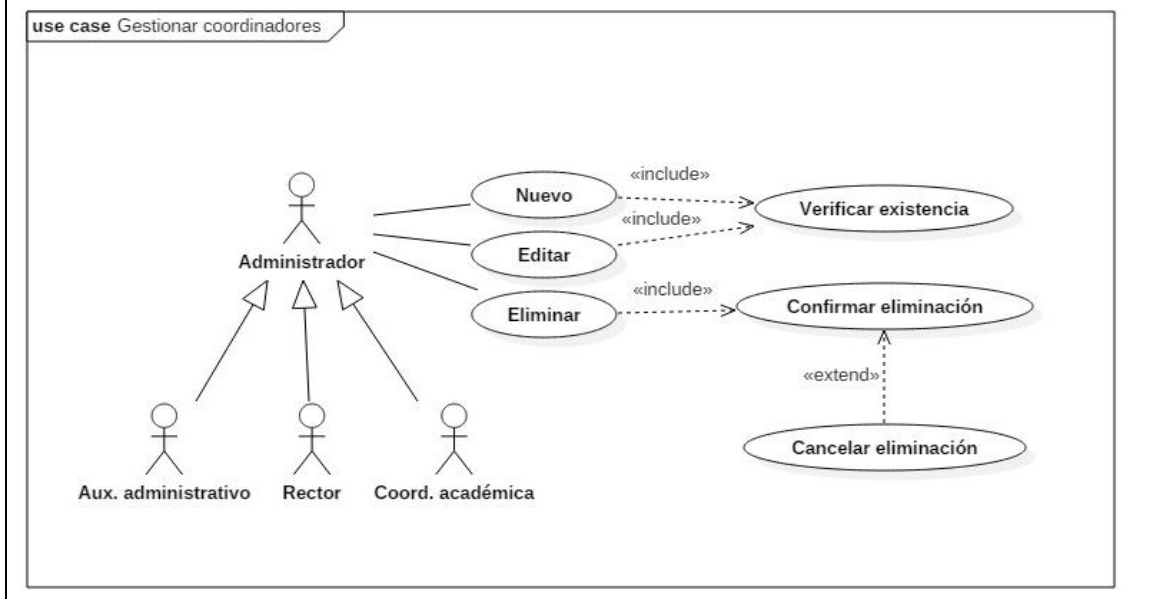 use case Gestionar coordinadores
«include»
Nuevo
Verificar existencia
«include»
Editar
Administrador
«include»
Eliminar
Confirmar eliminación
«extend»
Cancelar eliminación
Aux. administrativo
Rector
Coord. académica